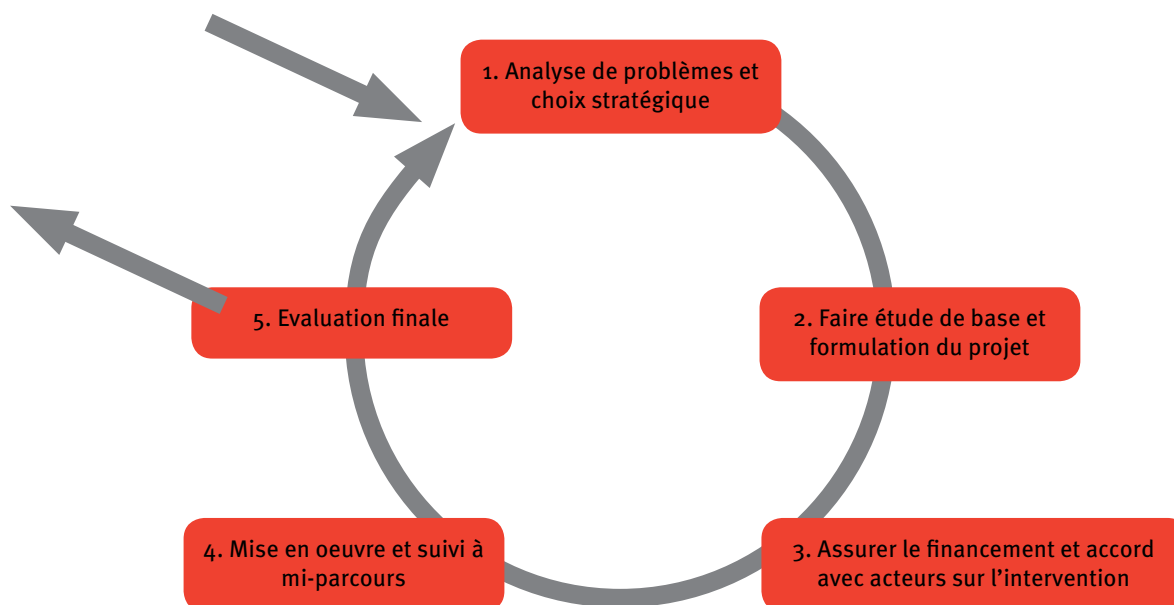 1. Analyse de problèmes et
choix stratégique
2. Faire étude de base et
formulation du projet
3. Assurer le financement et accord
avec acteurs sur l’intervention
4. Mise en oeuvre et suivi à
mi-parcours
5. Evaluation finale